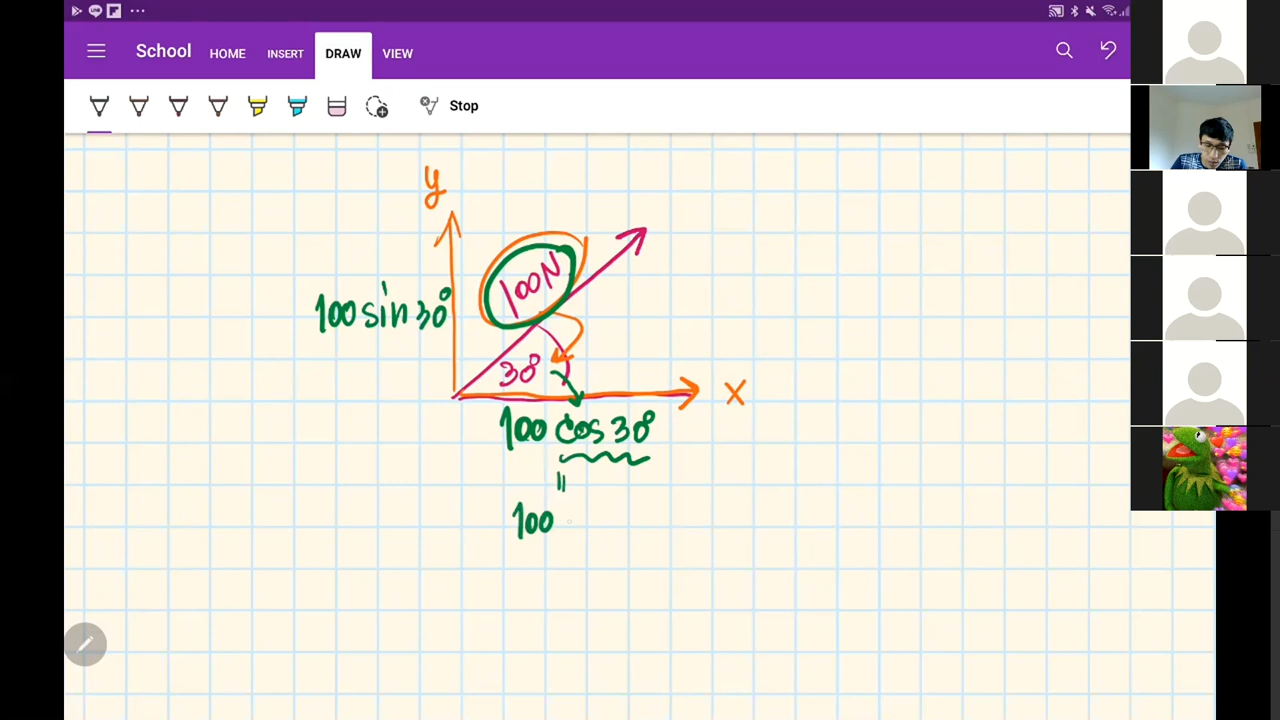 School HOME INSERT DRAW VIEW
Stop
y
100N
100 sin 30°
30°
x
100 cos 30°
=
100